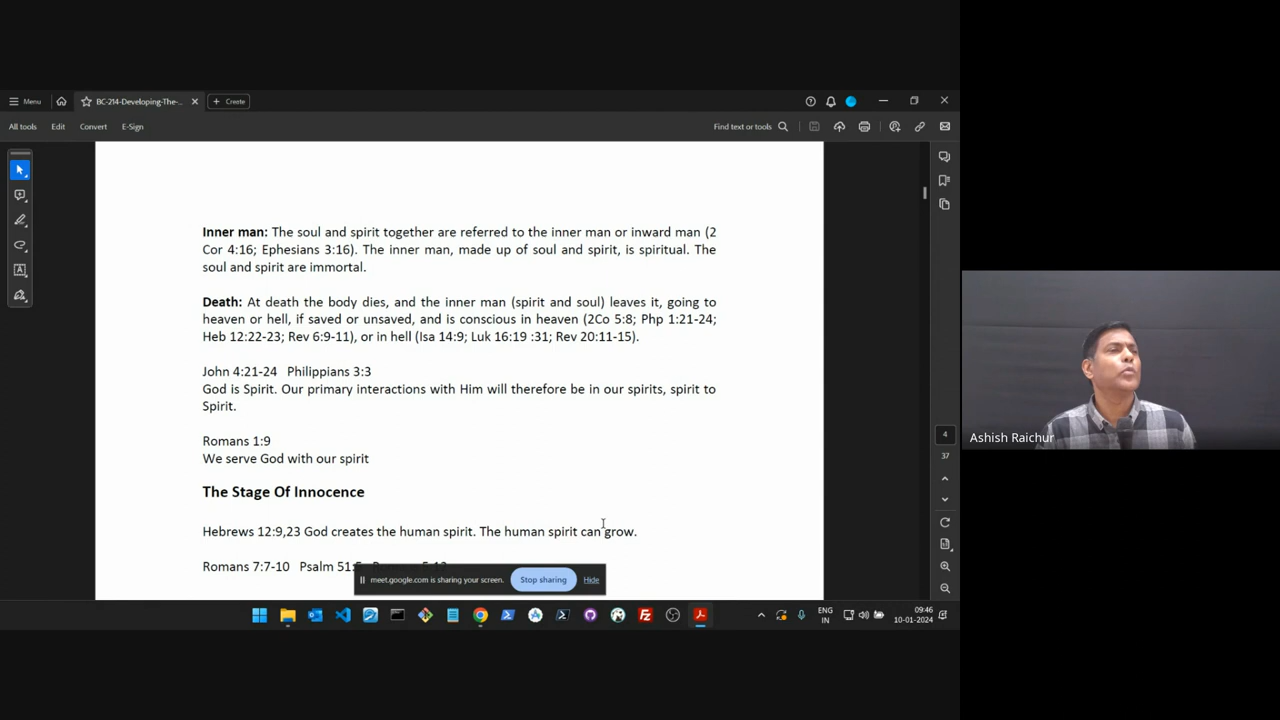 Menu
BC-214-Developing-The-...
Create
All tools
Edit
Convert
E-Sign
Find text or tools
Inner man: The soul and spirit together are referred to the inner man or inward man (2
Cor 4:16; Ephesians 3:16). The inner man, made up of soul and spirit, is spiritual. The
soul and spirit are immortal.
Death: At death the body dies, and the inner man (spirit and soul) leaves it, going to
heaven or hell, if saved or unsaved, and is conscious in heaven (2Co 5:8; Php 1:21-24;
Heb 12:22-23; Rev 6:9-11), or in hell (Isa 14:9; Luk 16:19 :31; Rev 20:11-15).
John 4:21-24 Philippians 3:3
God is Spirit. Our primary interactions with Him will therefore be in our spirits, spirit to
Spirit.
Romans 1:9
We serve God with our spirit
The Stage Of Innocence
Hebrews 12:9,23 God creates the human spirit. The human spirit can grow.
Romans 7:7-10 Psalm 51:
meet.google.com is sharing your screen.
Stop sharing
Hide
4
37
Ashish Raichur
ENG
IN
09:46
10-01-2024